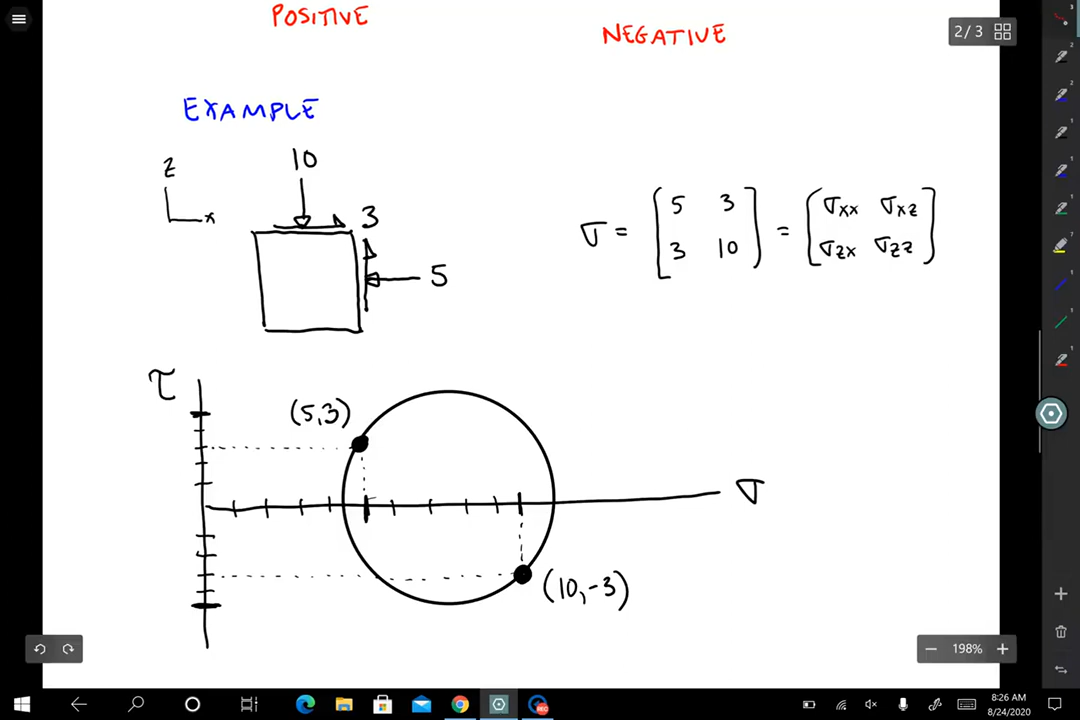 POSITIVE
NEGATIVE
2/3
EXAMPLE
z
x
10
3
5
σ = [5 3
3 10] = [σxx σxz
σzx σzz]
τ
(5,3)
σ
(10,-3)
198%
8:26 AM
8/24/2020